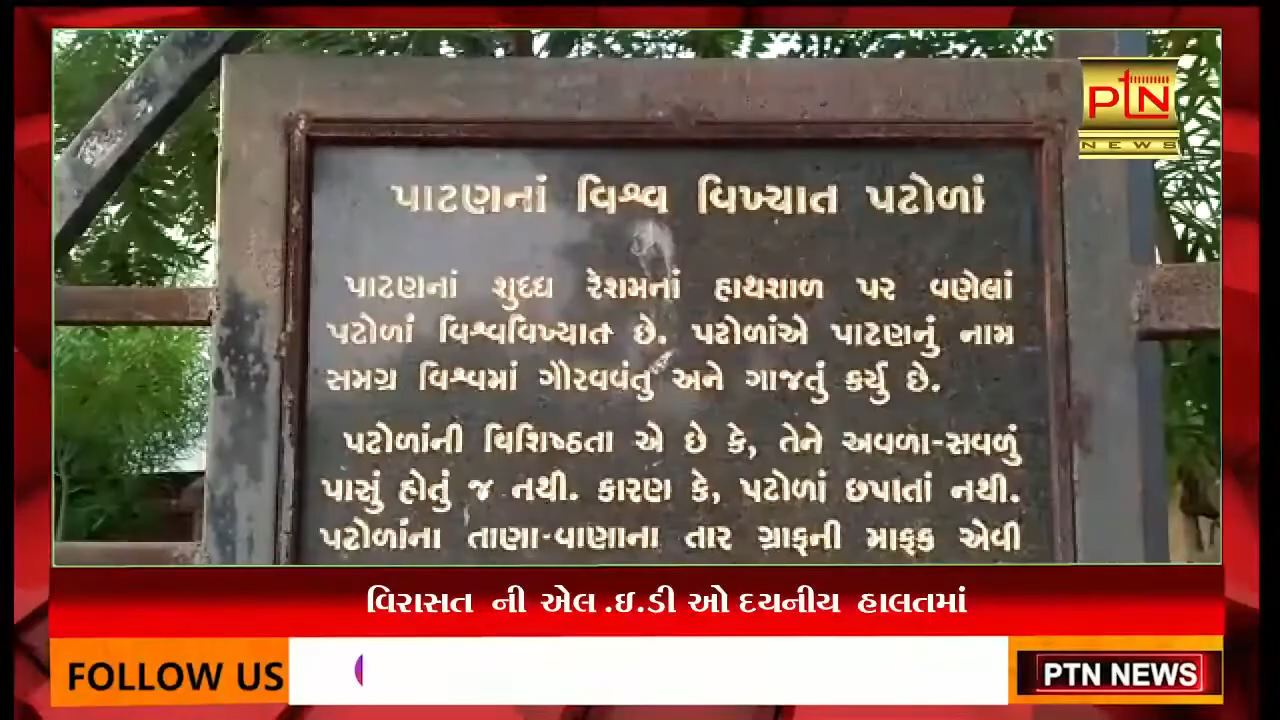 PTN
NEWS
પાટણનાં વિશ્વ વિખ્યાત પટોળાં
પાટણનાં શુદધ રેશમનાં હાથશાળ પર વણેલાં
પટોળાં વિશ્વવિખ્યાત છે. પટોળાંએ પાટણનું નામ
સમગ્ર વિશ્વમાં ગૌરવવંતુ અને ગાજતું કર્યુ છે.
પટોળાંની વિશિષ્ઠતા એ છે કે, તેને અવળા-સવળું
પાસું હોતું જ નથી. કારણ કે, પટોળાં છપાતાં નથી.
પટોળાંના તાણા-વાણાના તાર ગ્રાફની માફક એવી
વિરાસત ની એલ.ઇ.ડી ઓ દયનીય હાલતમાં
FOLLOW US
PTN NEWS